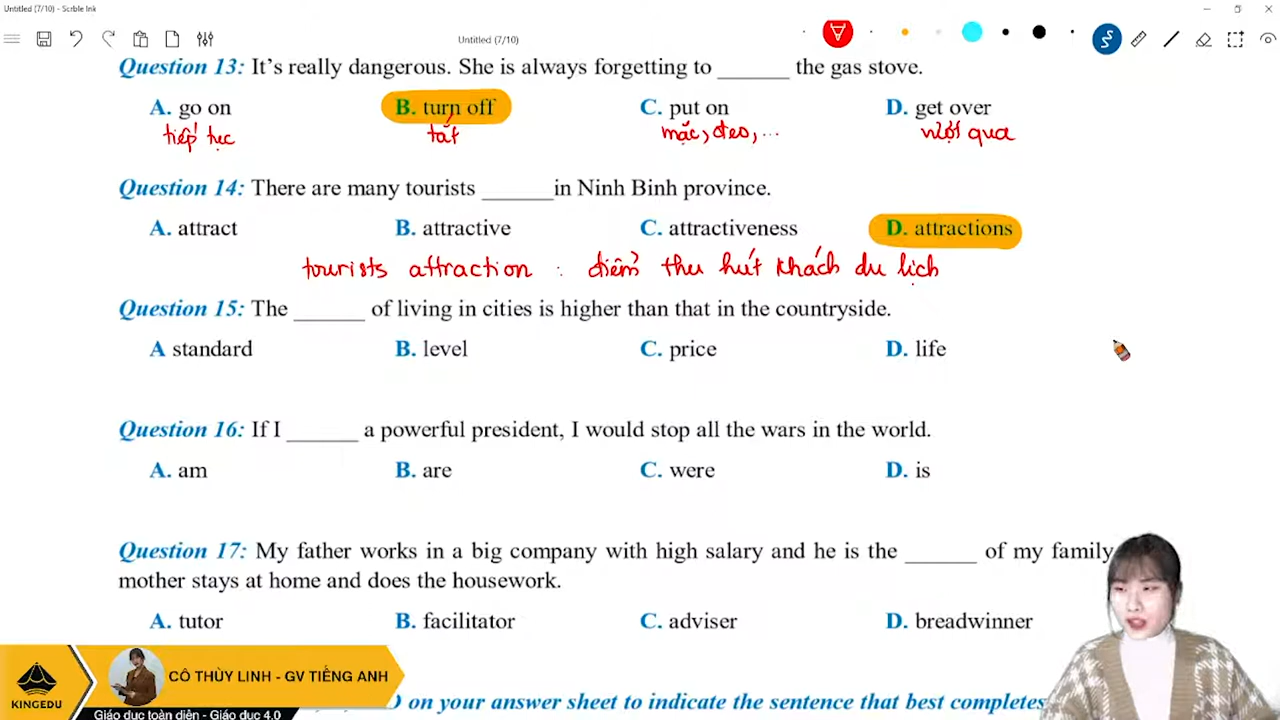 Untitled (7/10) - Scrble Ink
Untitled (7/10)
Question 13: It's really dangerous. She is always forgetting to ______ the gas stove.
A. go on B. turn off C. put on D. get over
tiếp tục tắt mặc, đeo, ... vượt qua
Question 14: There are many tourists ______in Ninh Binh province.
A. attract B. attractive C. attractiveness D. attractions
tourists attraction : điểm thu hút khách du lịch
Question 15: The ______ of living in cities is higher than that in the countryside.
A standard B. level C. price D. life
Question 16: If I ______ a powerful president, I would stop all the wars in the world.
A. am B. are C. were D. is
Question 17: My father works in a big company with high salary and he is the ______ of my family
mother stays at home and does the housework.
A. tutor B. facilitator C. adviser D. breadwinner
CÔ THÙY LINH - GV TIẾNG ANH
KINGEDU
Giáo dục toàn diện - Giáo dục 4.0
D on your answer sheet to indicate the sentence that best completes